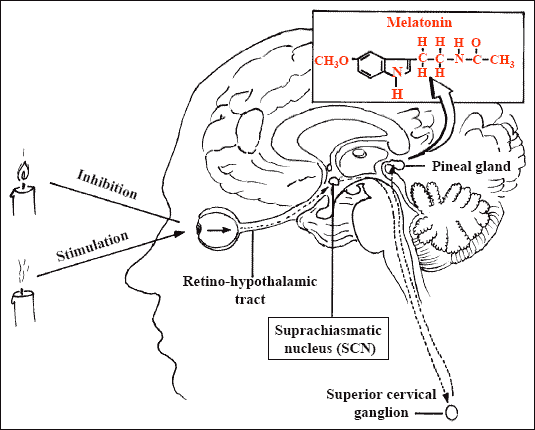 Melatonin
H H H O
CH₃O C C N C CH₃
N H H
H
Pineal gland
Inhibition
Stimulation
Retino-hypothalamic
tract
Suprachiasmatic
nucleus (SCN)
Superior cervical
ganglion